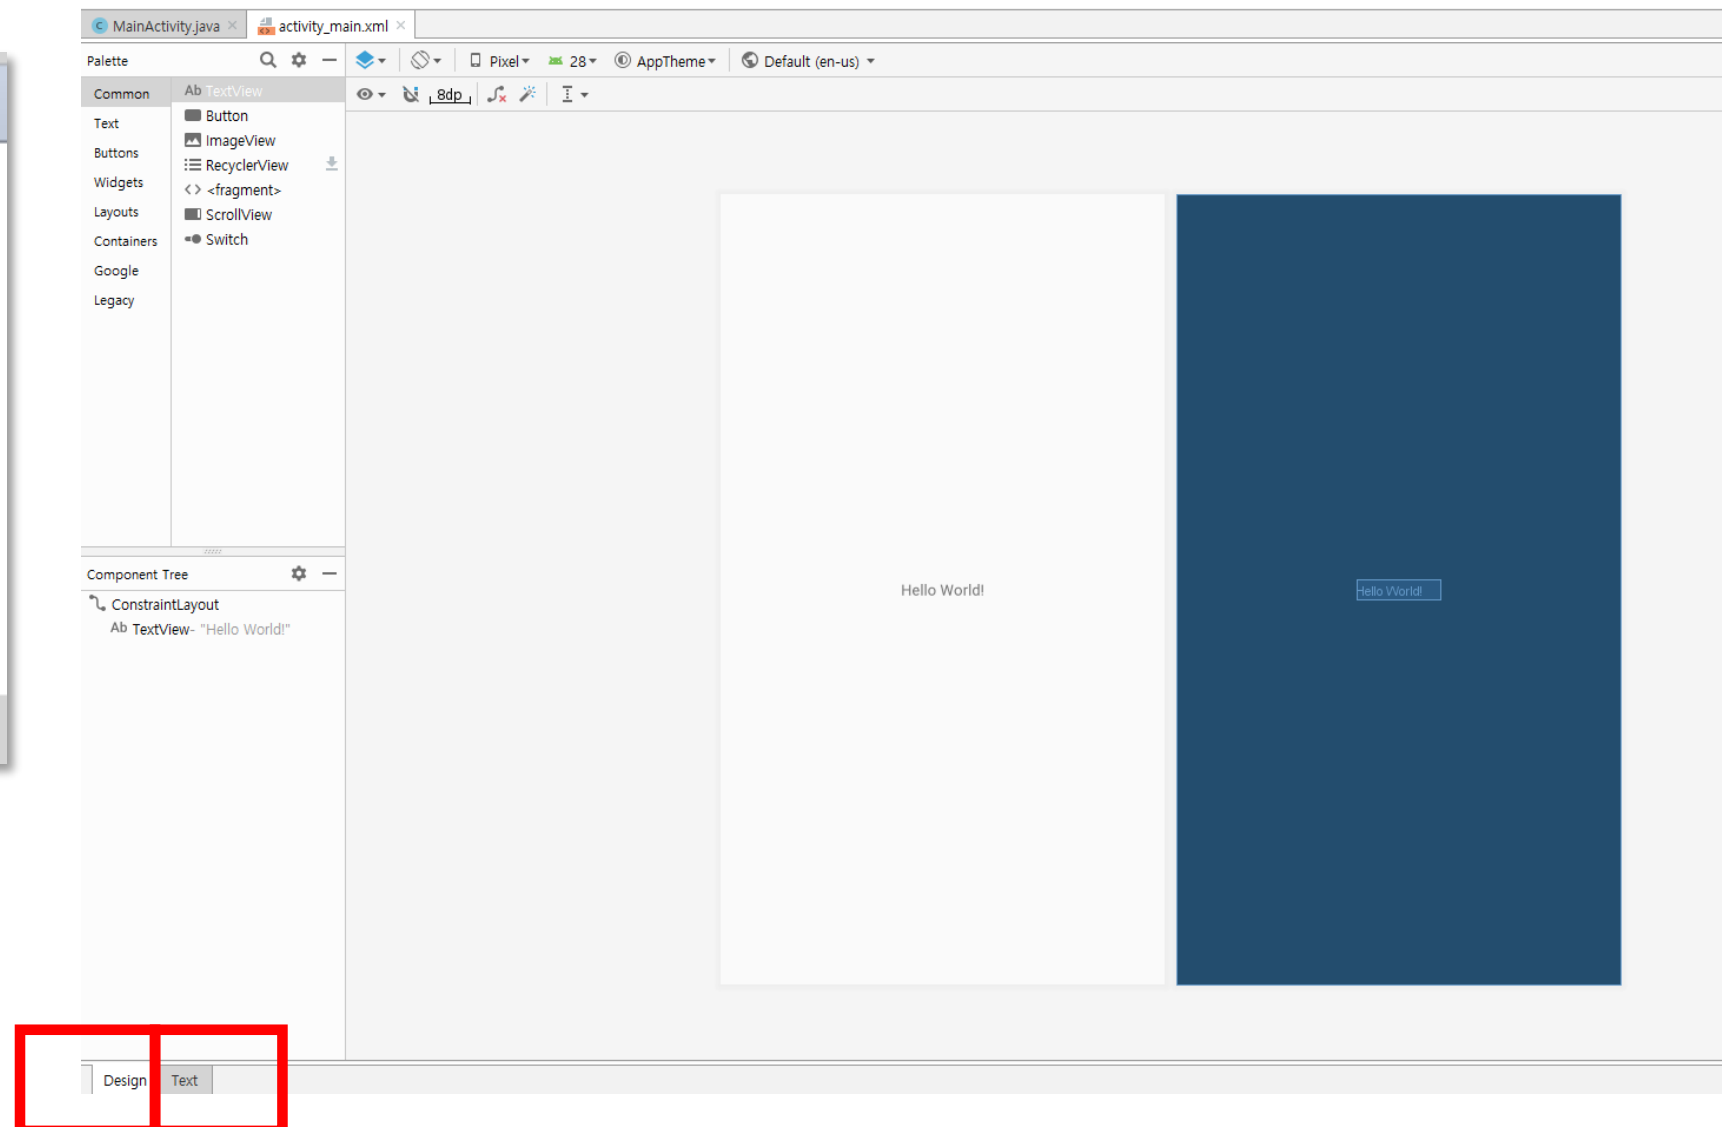 MainActivity.java
activity_main.xml
Palette
Pixel
28
AppTheme
Default (en-us)
8dp
Common
Text
Buttons
Widgets
Layouts
Containers
Google
Legacy
Ab TextView
Button
ImageView
RecyclerView
<fragment>
ScrollView
Switch
Component Tree
ConstraintLayout
Ab TextView- "Hello World!"
Hello World!
Hello World!
Design
Text